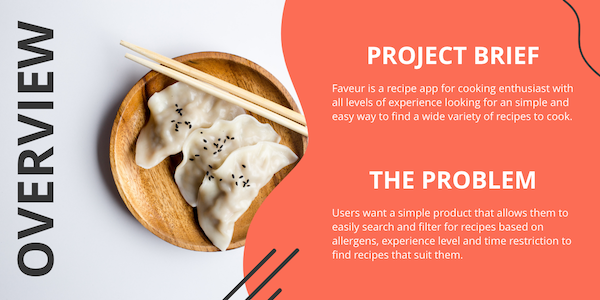 OVERVIEW
PROJECT BRIEF
Faveur is a recipe app for cooking enthusiast with
all levels of experience looking for an simple and
easy way to find a wide variety of recipes to cook.
THE PROBLEM
Users want a simple product that allows them to
easily search and filter for recipes based on
allergens, experience level and time restriction to
find recipes that suit them.